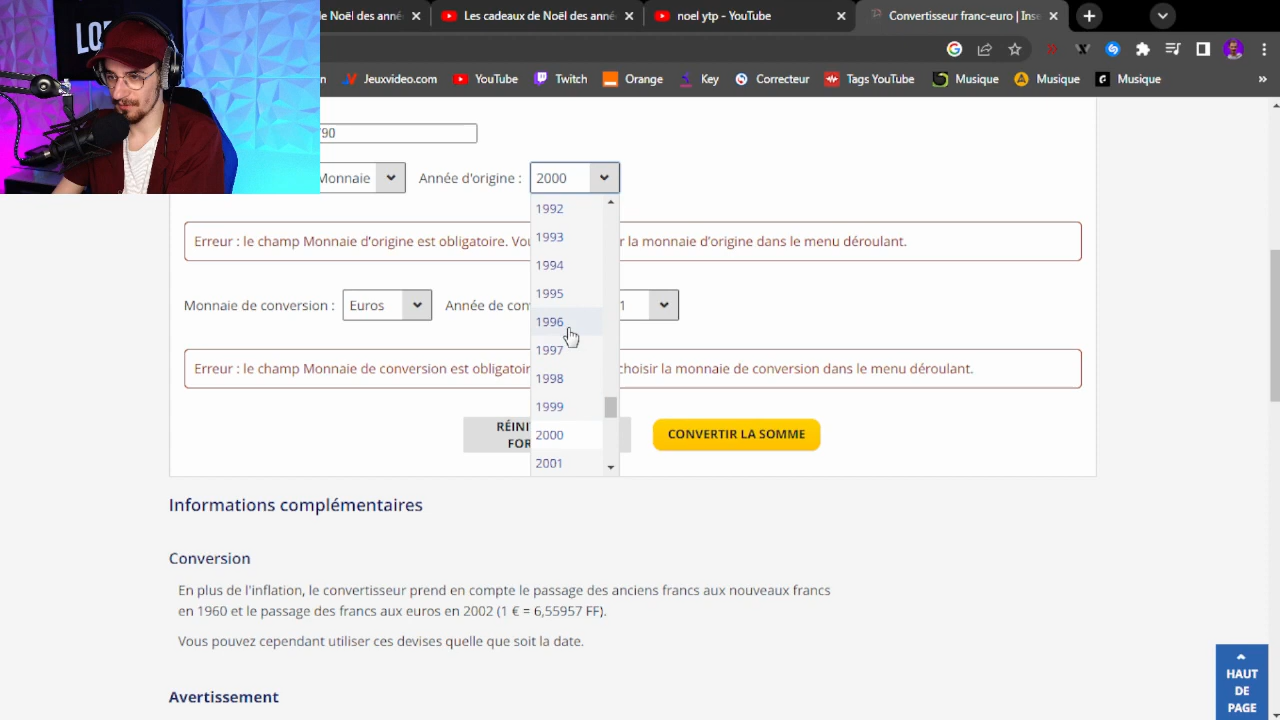 LO
de Noël des anné
Les cadeaux de Noël des anné
noel ytp - YouTube
Convertisseur franc-euro | Inse
Jeuxvideo.com
YouTube
Twitch
Orange
Key
Correcteur
Tags YouTube
Musique
Musique
Musique
90
Monnaie
Année d'origine :
2000
1992
1993
1994
1995
1996
1997
1998
1999
2000
2001
Erreur : le champ Monnaie d'origine est obligatoire. Vou
r la monnaie d'origine dans le menu déroulant.
Monnaie de conversion :
Euros
Année de con
1
Erreur : le champ Monnaie de conversion est obligatoir
choisir la monnaie de conversion dans le menu déroulant.
RÉINI
FOR
CONVERTIR LA SOMME
Informations complémentaires
Conversion
En plus de l'inflation, le convertisseur prend en compte le passage des anciens francs aux nouveaux francs
en 1960 et le passage des francs aux euros en 2002 (1 € = 6,55957 FF).
Vous pouvez cependant utiliser ces devises quelle que soit la date.
Avertissement
HAUT
DE
PAGE